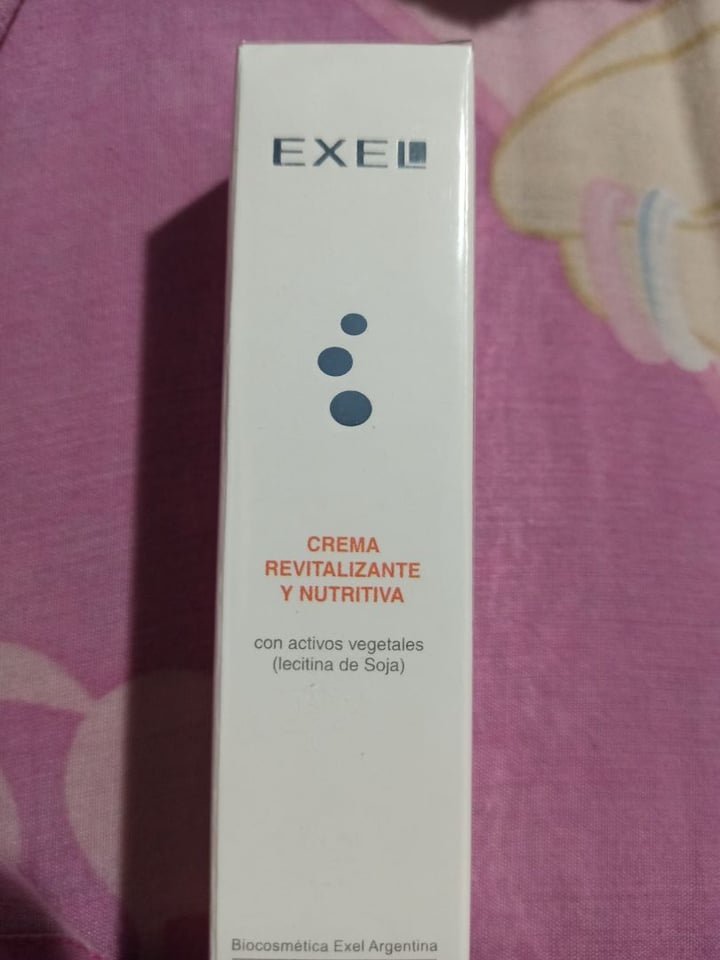 EXEL
CREMA
REVITALIZANTE
Y NUTRITIVA
con activos vegetales
(lecitina de Soja)
Biocosmética Exel Argentina